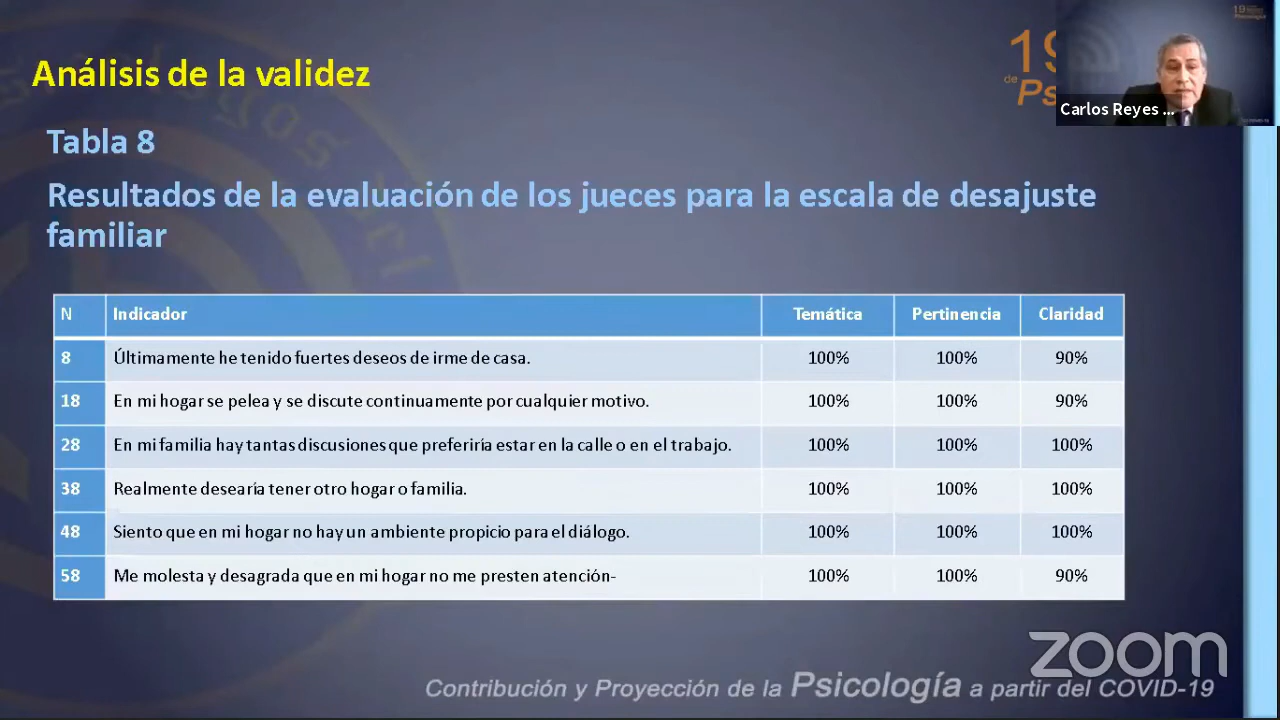 Análisis de la validez
19
de
Ps
19
Psicología
Carlos Reyes ...
Tabla 8
Resultados de la evaluación de los jueces para la escala de desajuste
familiar
N Indicador Temática Pertinencia Claridad
8 Últimamente he tenido fuertes deseos de irme de casa. 100% 100% 90%
18 En mi hogar se pelea y se discute continuamente por cualquier motivo. 100% 100% 90%
28 En mi familia hay tantas discusiones que preferiría estar en la calle o en el trabajo. 100% 100% 100%
38 Realmente desearía tener otro hogar o familia. 100% 100% 100%
48 Siento que en mi hogar no hay un ambiente propicio para el diálogo. 100% 100% 100%
58 Me molesta y desagrada que en mi hogar no me presten atención- 100% 100% 90%
zoom
Contribución y Proyección de la Psicología a partir del COVID-19